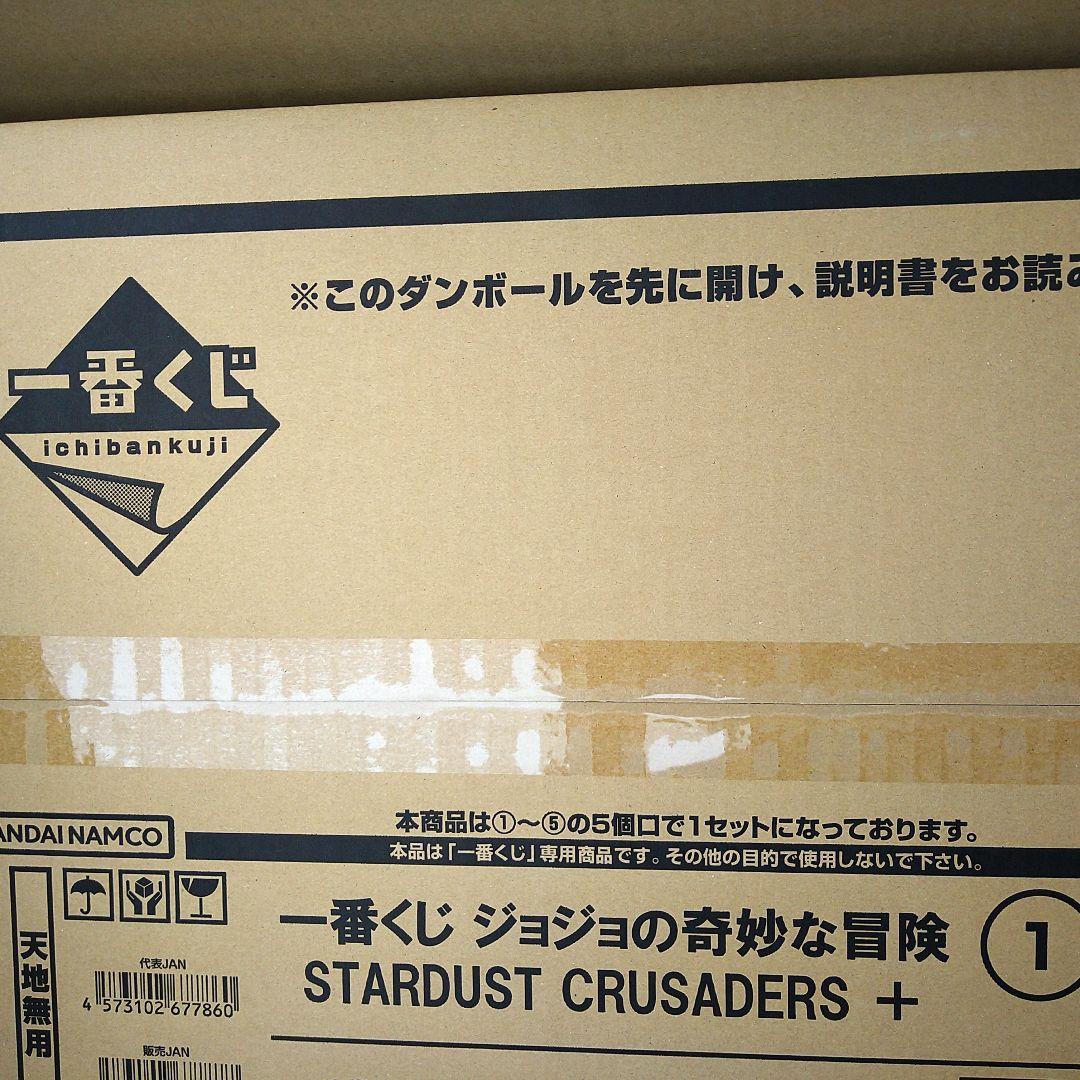 ※このダンボールを先に開け、説明書をお読み
一番くじ
ichibankuji
ANDAI NAMCO
本商品は①〜⑤の5個口で1セットになっております。
本品は「一番くじ」専用商品です。その他の目的で使用しないで下さい。
天地無用
一番くじ ジョジョの奇妙な冒険
STARDUST CRUSADERS +
1
代表JAN
4 573102 677860
販売JAN